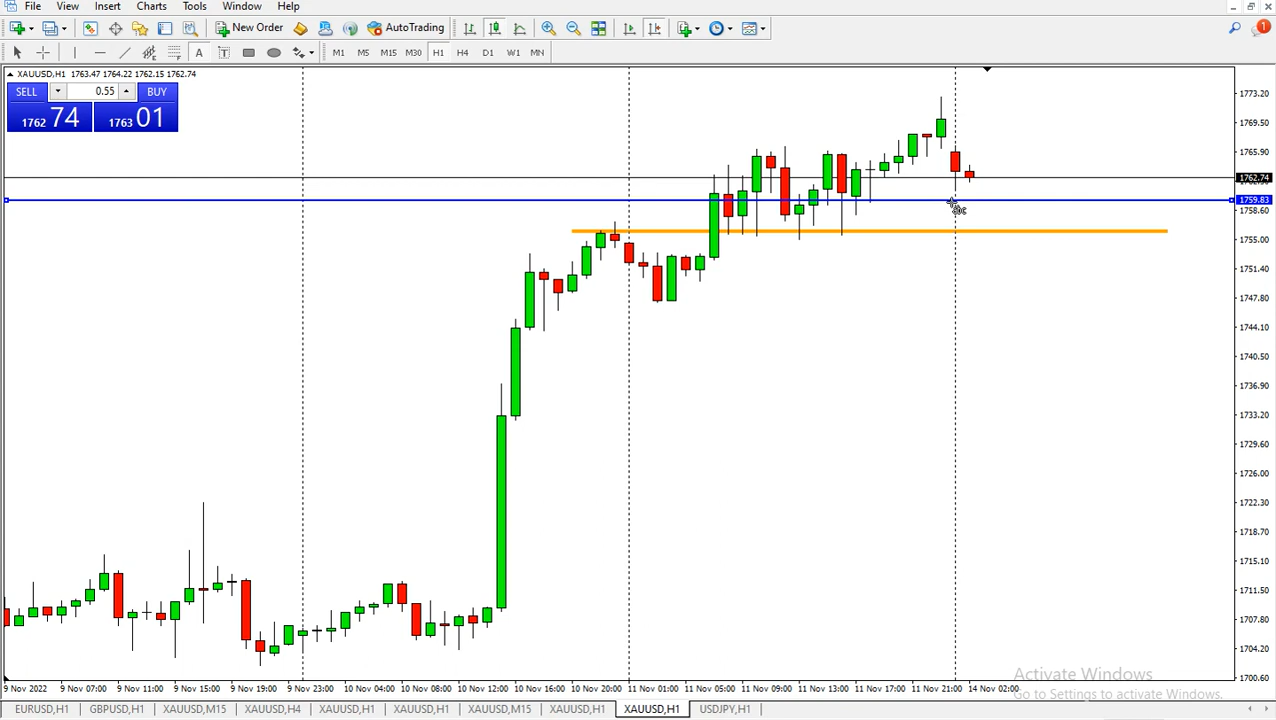 File View Insert Charts Tools Window Help
New Order AutoTrading 1
A T M1 M5 M15 M30 H1 H4 D1 W1 MN
XAUUSD,H1 1763.47 1764.22 1762.15 1762.74
SELL 0.55 BUY
1762 74 1763 01
1773.20
1769.50
1765.90
1762.74
1759.83
1758.60
1755.00
1751.40
1747.80
1744.10
1740.50
1736.90
1733.20
1729.60
1726.00
1722.30
1718.70
1715.10
1711.50
1707.80
1704.20
1700.60
Activate Windows
Go to Settings to activate Windows.
9 Nov 2022 9 Nov 07:00 9 Nov 11:00 9 Nov 15:00 9 Nov 19:00 9 Nov 23:00 10 Nov 04:00 10 Nov 08:00 10 Nov 12:00 10 Nov 16:00 10 Nov 20:00 11 Nov 01:00 11 Nov 05:00 11 Nov 09:00 11 Nov 13:00 11 Nov 17:00 11 Nov 21:00 14 Nov 02:00
EURUSD,H1 GBPUSD,H1 XAUUSD,M15 XAUUSD,H4 XAUUSD,H1 XAUUSD,H1 XAUUSD,M15 XAUUSD,H1 XAUUSD,H1 USDJPY,H1